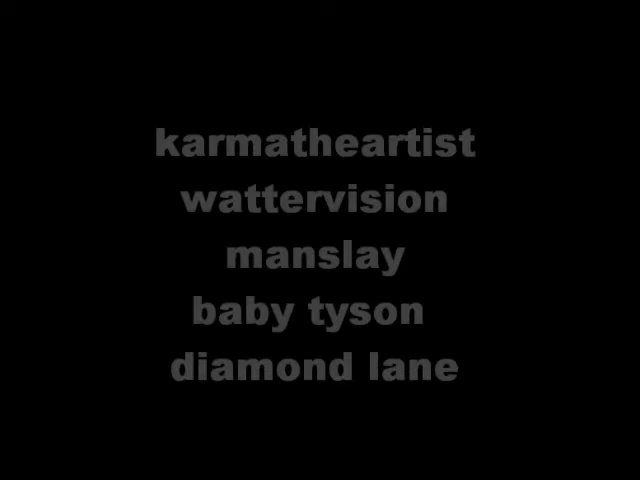 karmatheartist
wattervision
manslay
baby tyson
diamond lane